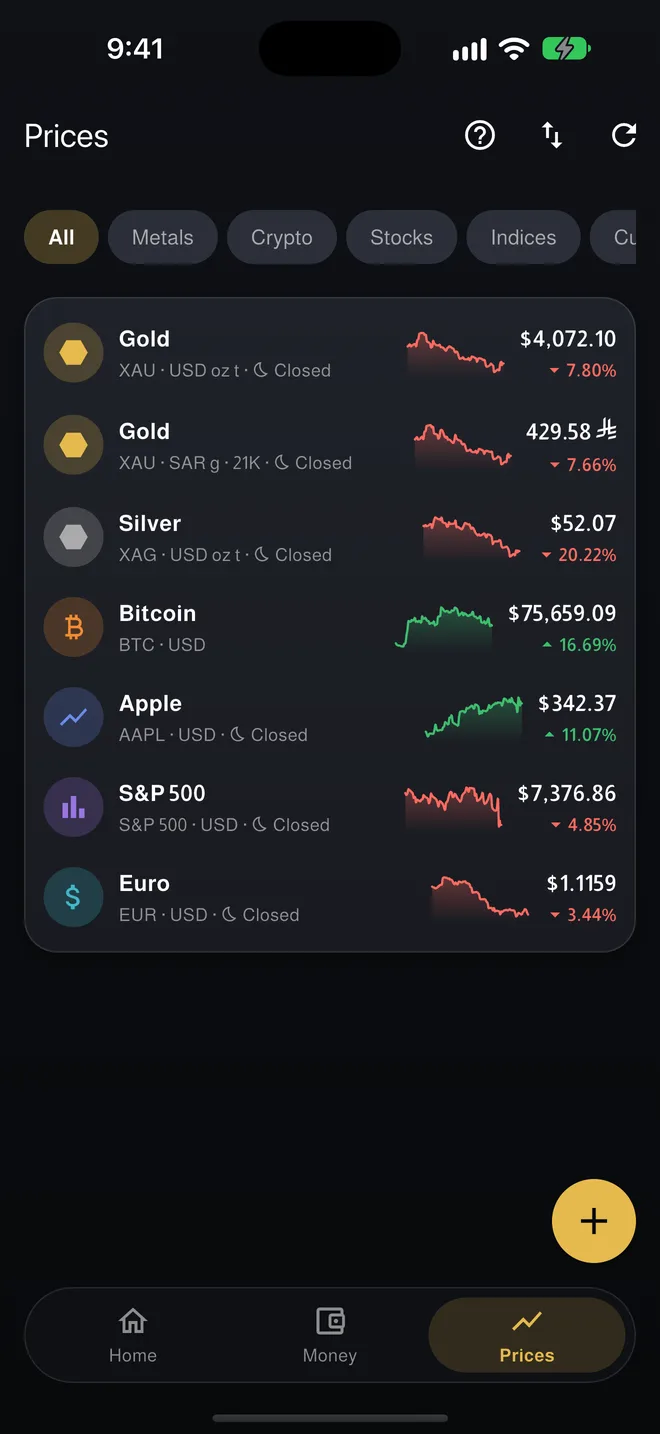 9:41
Prices
All Metals Crypto Stocks Indices Cu
Gold $4,072.10
XAU · USD oz t · Closed 7.80%
Gold 429.58 ⃁
XAU · SAR g · 21K · Closed 7.66%
Silver $52.07
XAG · USD oz t · Closed 20.22%
Bitcoin $75,659.09
BTC · USD 16.69%
Apple $342.37
AAPL · USD · Closed 11.07%
S&P 500 $7,376.86
S&P 500 · USD · Closed 4.85%
Euro $1.1159
EUR · USD · Closed 3.44%
Home Money Prices